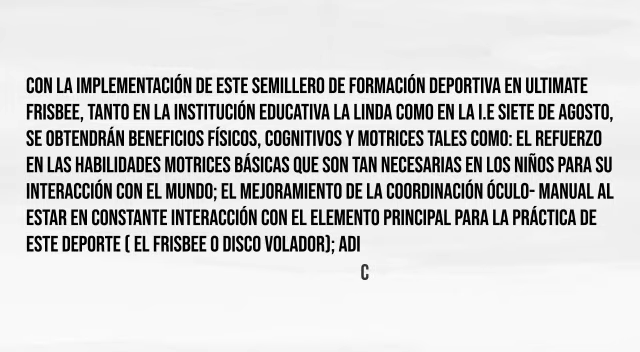 CON LA IMPLEMENTACIÓN DE ESTE SEMILLERO DE FORMACIÓN DEPORTIVA EN ULTIMATE
FRISBEE, TANTO EN LA INSTITUCIÓN EDUCATIVA LA LINDA COMO EN LA I.E SIETE DE AGOSTO,
SE OBTENDRÁN BENEFICIOS FÍSICOS, COGNITIVOS Y MOTRICES TALES COMO: EL REFUERZO
EN LAS HABILIDADES MOTRICES BÁSICAS QUE SON TAN NECESARIAS EN LOS NIÑOS PARA SU
INTERACCIÓN CON EL MUNDO; EL MEJORAMIENTO DE LA COORDINACIÓN ÓCULO- MANUAL AL
ESTAR EN CONSTANTE INTERACCIÓN CON EL ELEMENTO PRINCIPAL PARA LA PRÁCTICA DE
ESTE DEPORTE ( EL FRISBEE O DISCO VOLADOR); ADI
C